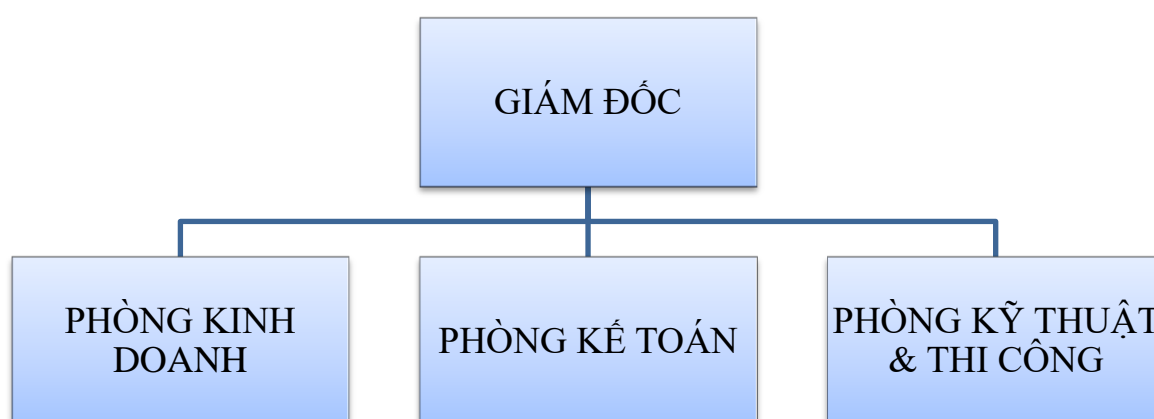 GIÁM ĐỐC
PHÒNG KINH
DOANH
PHÒNG KẾ TOÁN
PHÒNG KỸ THUẬT
& THI CÔNG